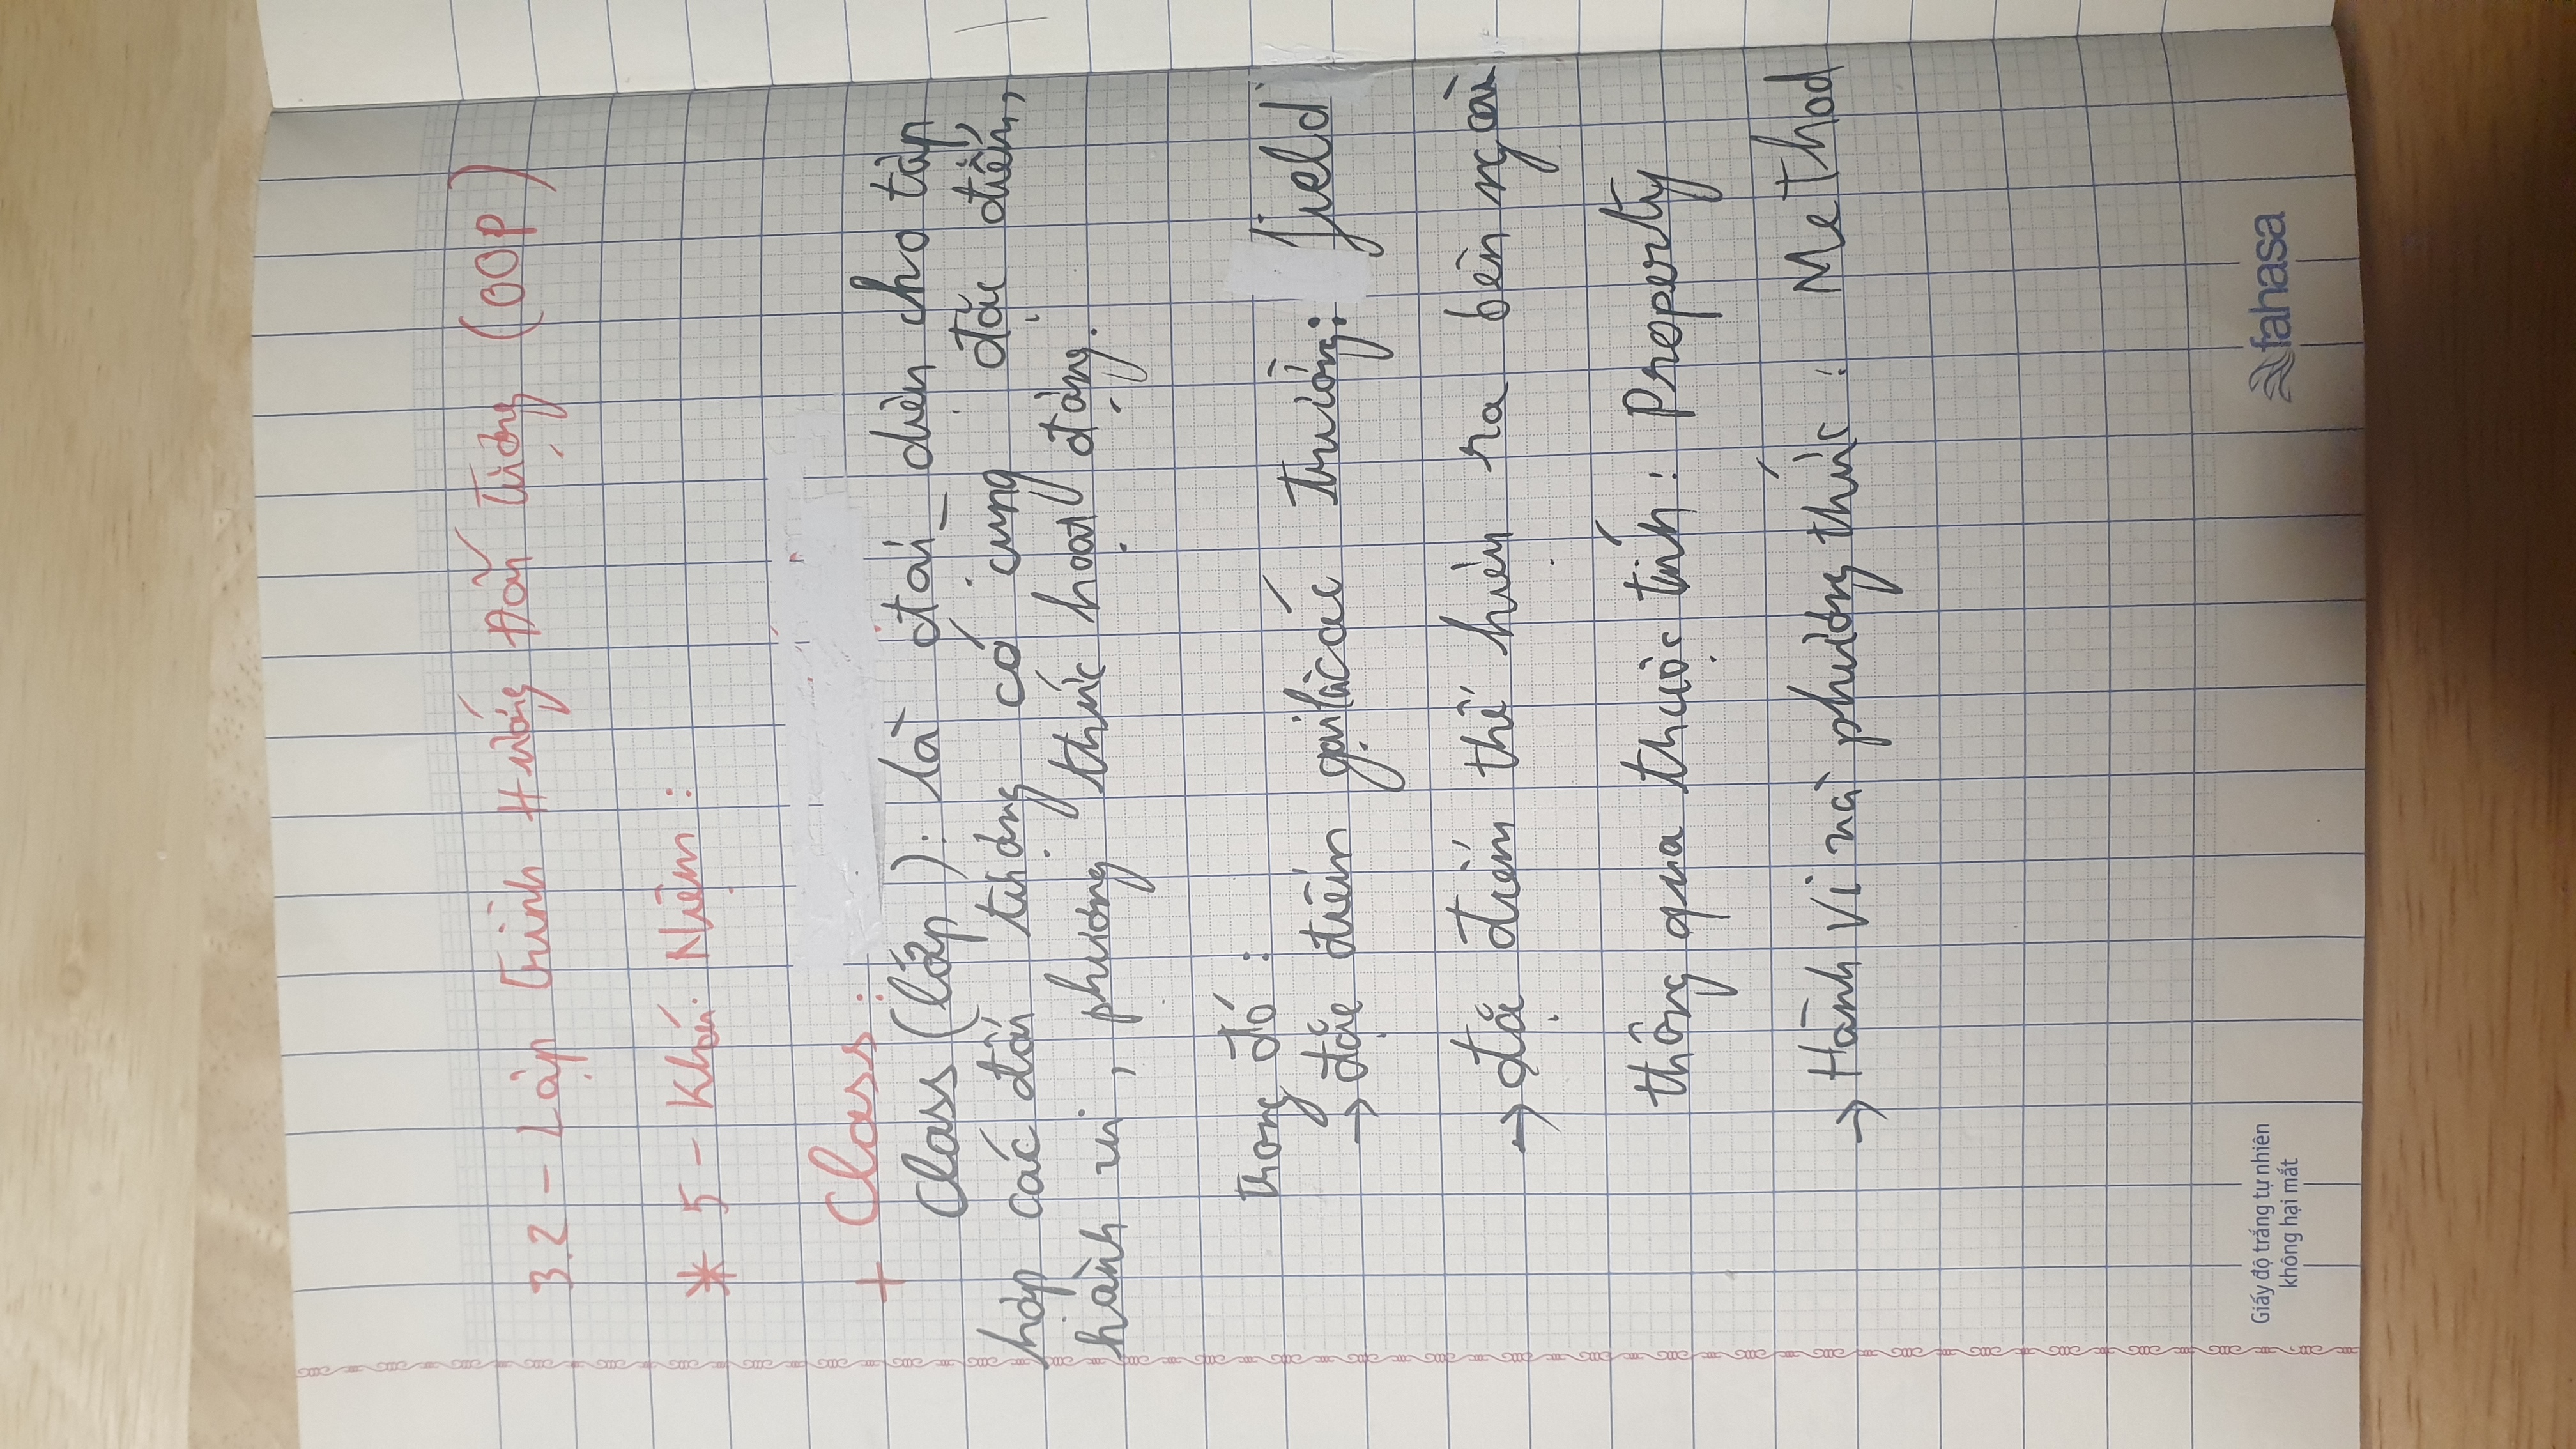 3.2 - Lập trình Hướng Đối Tượng (OOP)
* 5 - Khái Niệm :
+ Class :
Class (lớp) : là đại diện cho tập
hợp các đối tượng có cùng đặc điểm,
hành vi, phương thức hoạt động.
Trong đó :
→ đặc điểm gọi là các trường: field
→ đặc điểm thể hiện ra bên ngoài
thông qua thuộc tính : Property
→ Hành vi và phương thức : Method
Giấy độ trắng tự nhiên
không hại mắt
fahasa